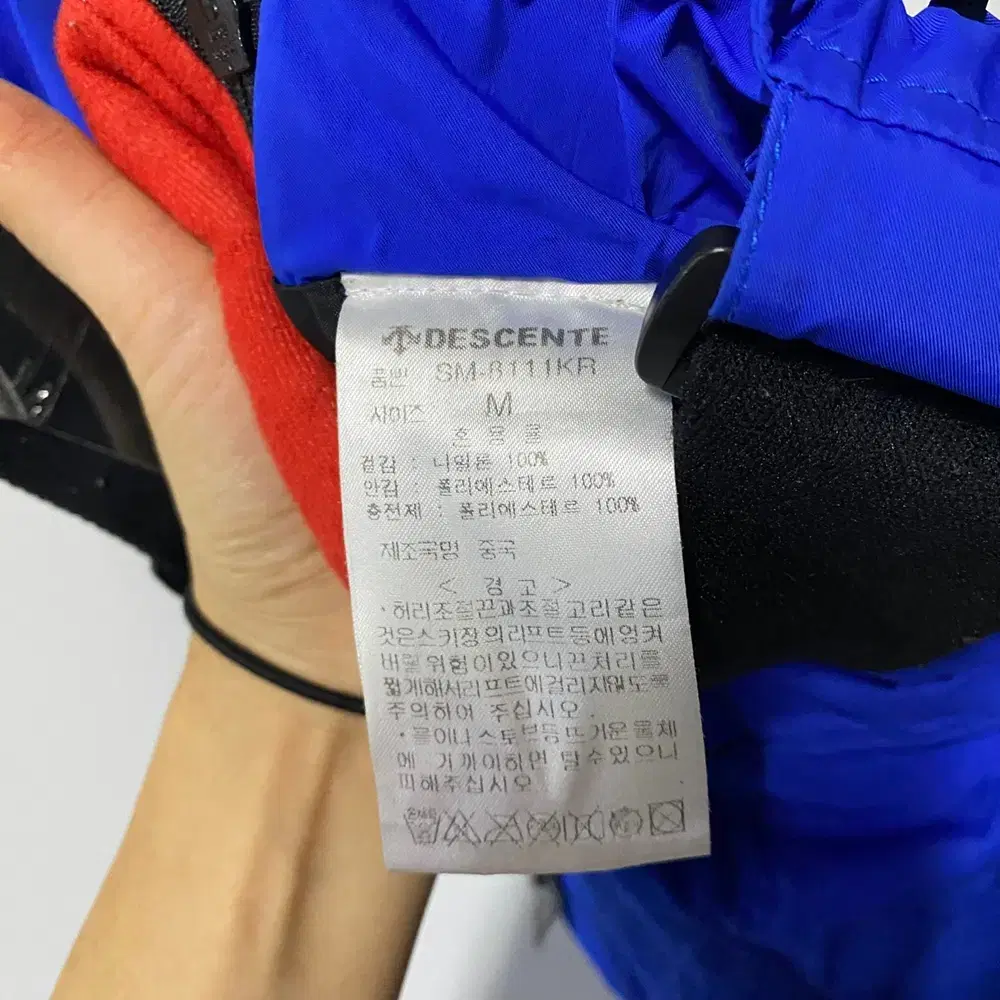 DESCENTE
품번 SM-8111KR
사이즈 M
혼용율
겉감 : 나일론 100%
안감 : 폴리에스테르 100%
충전제 : 폴리에스테르 100%
제조국명 중국
< 경고 >
·허리조절끈과조절고리같은
것은스키장의리프트등에엉켜
버릴위험이있으니끈처리를
짧게해서리프트에걸리지않도록
주의하여 주십시오.
·불이나스토브등뜨거운물체
에 가까이하면 탈수있으니
피해주십시오